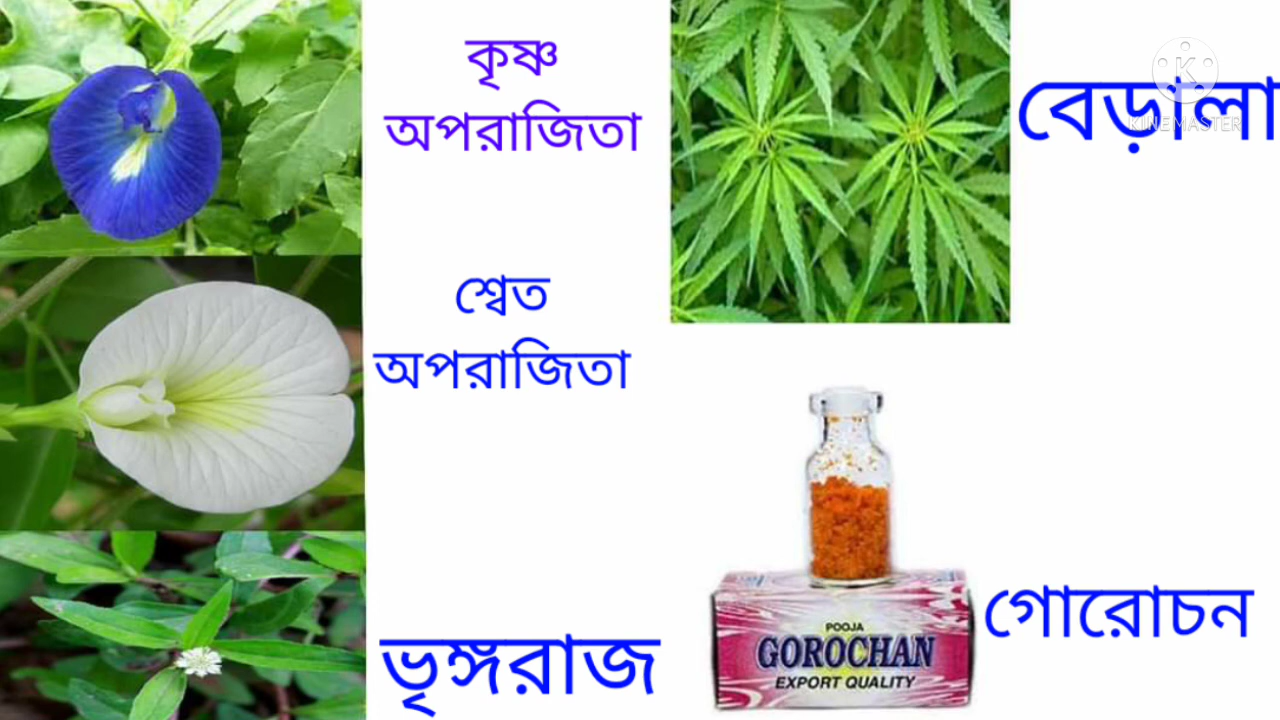 কৃষ্ণ
অপরাজিতা
বেড়ালা
KINEMASTER
শ্বেত
অপরাজিতা
ভৃঙ্গরাজ
POOJA
GOROCHAN
EXPORT QUALITY
গোরোচন